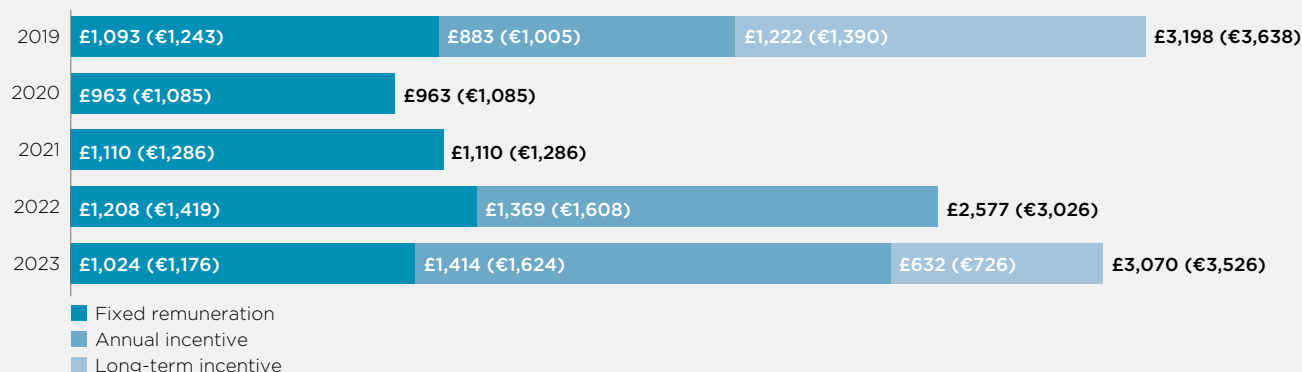 2019 £1,093 (€1,243) £883 (€1,005) £1,222 (€1,390) £3,198 (€3,638)
2020 £963 (€1,085) £963 (€1,085)
2021 £1,110 (€1,286) £1,110 (€1,286)
2022 £1,208 (€1,419) £1,369 (€1,608) £2,577 (€3,026)
2023 £1,024 (€1,176) £1,414 (€1,624) £632 (€726) £3,070 (€3,526)
Fixed remuneration
Annual incentive
Long-term incentive